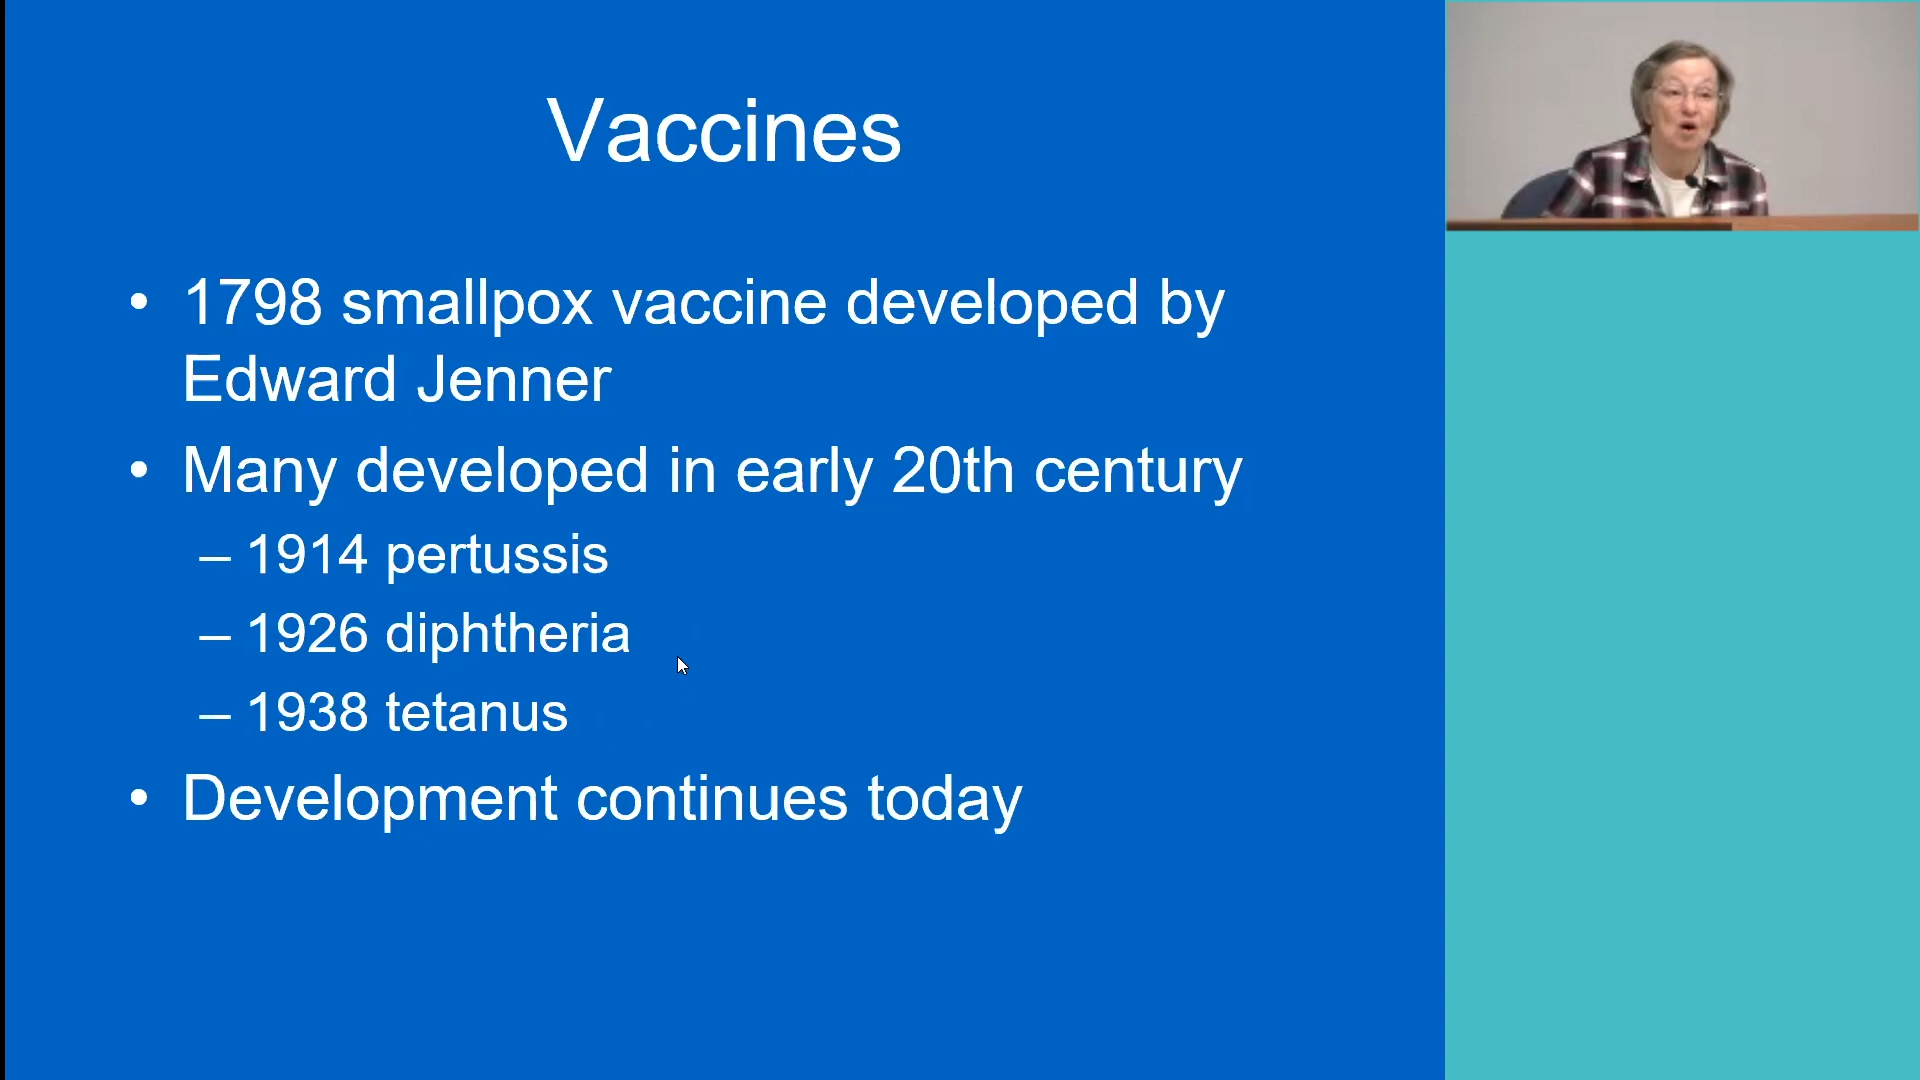 Vaccines
• 1798 smallpox vaccine developed by
Edward Jenner
• Many developed in early 20th century
– 1914 pertussis
– 1926 diphtheria
– 1938 tetanus
• Development continues today